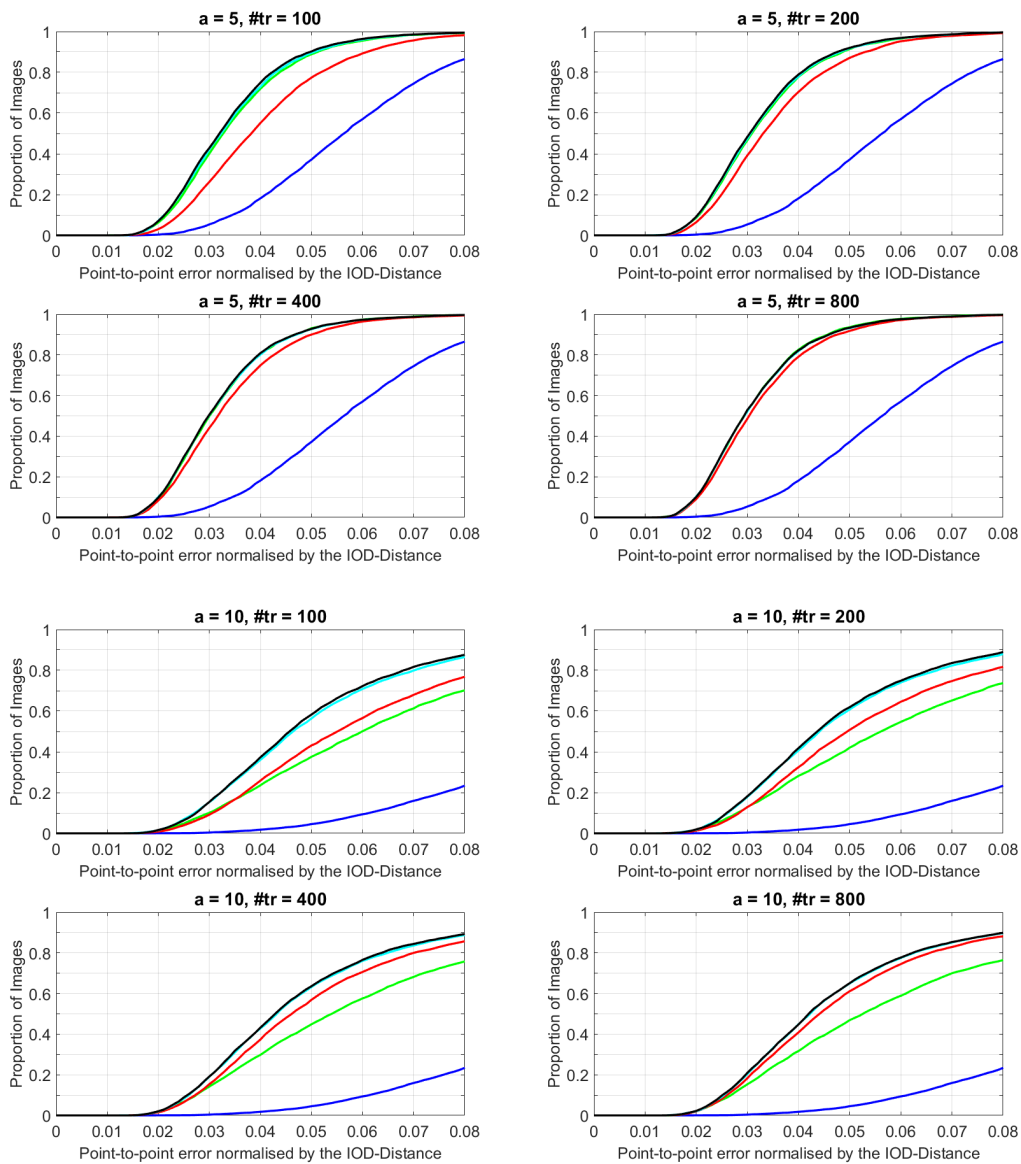 a = 5, #tr = 100
Proportion of Images
1
0.8
0.6
0.4
0.2
0
0 0.01 0.02 0.03 0.04 0.05 0.06 0.07 0.08
Point-to-point error normalised by the IOD-Distance
a = 5, #tr = 200
Proportion of Images
1
0.8
0.6
0.4
0.2
0
0 0.01 0.02 0.03 0.04 0.05 0.06 0.07 0.08
Point-to-point error normalised by the IOD-Distance
a = 5, #tr = 400
Proportion of Images
1
0.8
0.6
0.4
0.2
0
0 0.01 0.02 0.03 0.04 0.05 0.06 0.07 0.08
Point-to-point error normalised by the IOD-Distance
a = 5, #tr = 800
Proportion of Images
1
0.8
0.6
0.4
0.2
0
0 0.01 0.02 0.03 0.04 0.05 0.06 0.07 0.08
Point-to-point error normalised by the IOD-Distance
a = 10, #tr = 100
Proportion of Images
1
0.8
0.6
0.4
0.2
0
0 0.01 0.02 0.03 0.04 0.05 0.06 0.07 0.08
Point-to-point error normalised by the IOD-Distance
a = 10, #tr = 200
Proportion of Images
1
0.8
0.6
0.4
0.2
0
0 0.01 0.02 0.03 0.04 0.05 0.06 0.07 0.08
Point-to-point error normalised by the IOD-Distance
a = 10, #tr = 400
Proportion of Images
1
0.8
0.6
0.4
0.2
0
0 0.01 0.02 0.03 0.04 0.05 0.06 0.07 0.08
Point-to-point error normalised by the IOD-Distance
a = 10, #tr = 800
Proportion of Images
1
0.8
0.6
0.4
0.2
0
0 0.01 0.02 0.03 0.04 0.05 0.06 0.07 0.08
Point-to-point error normalised by the IOD-Distance